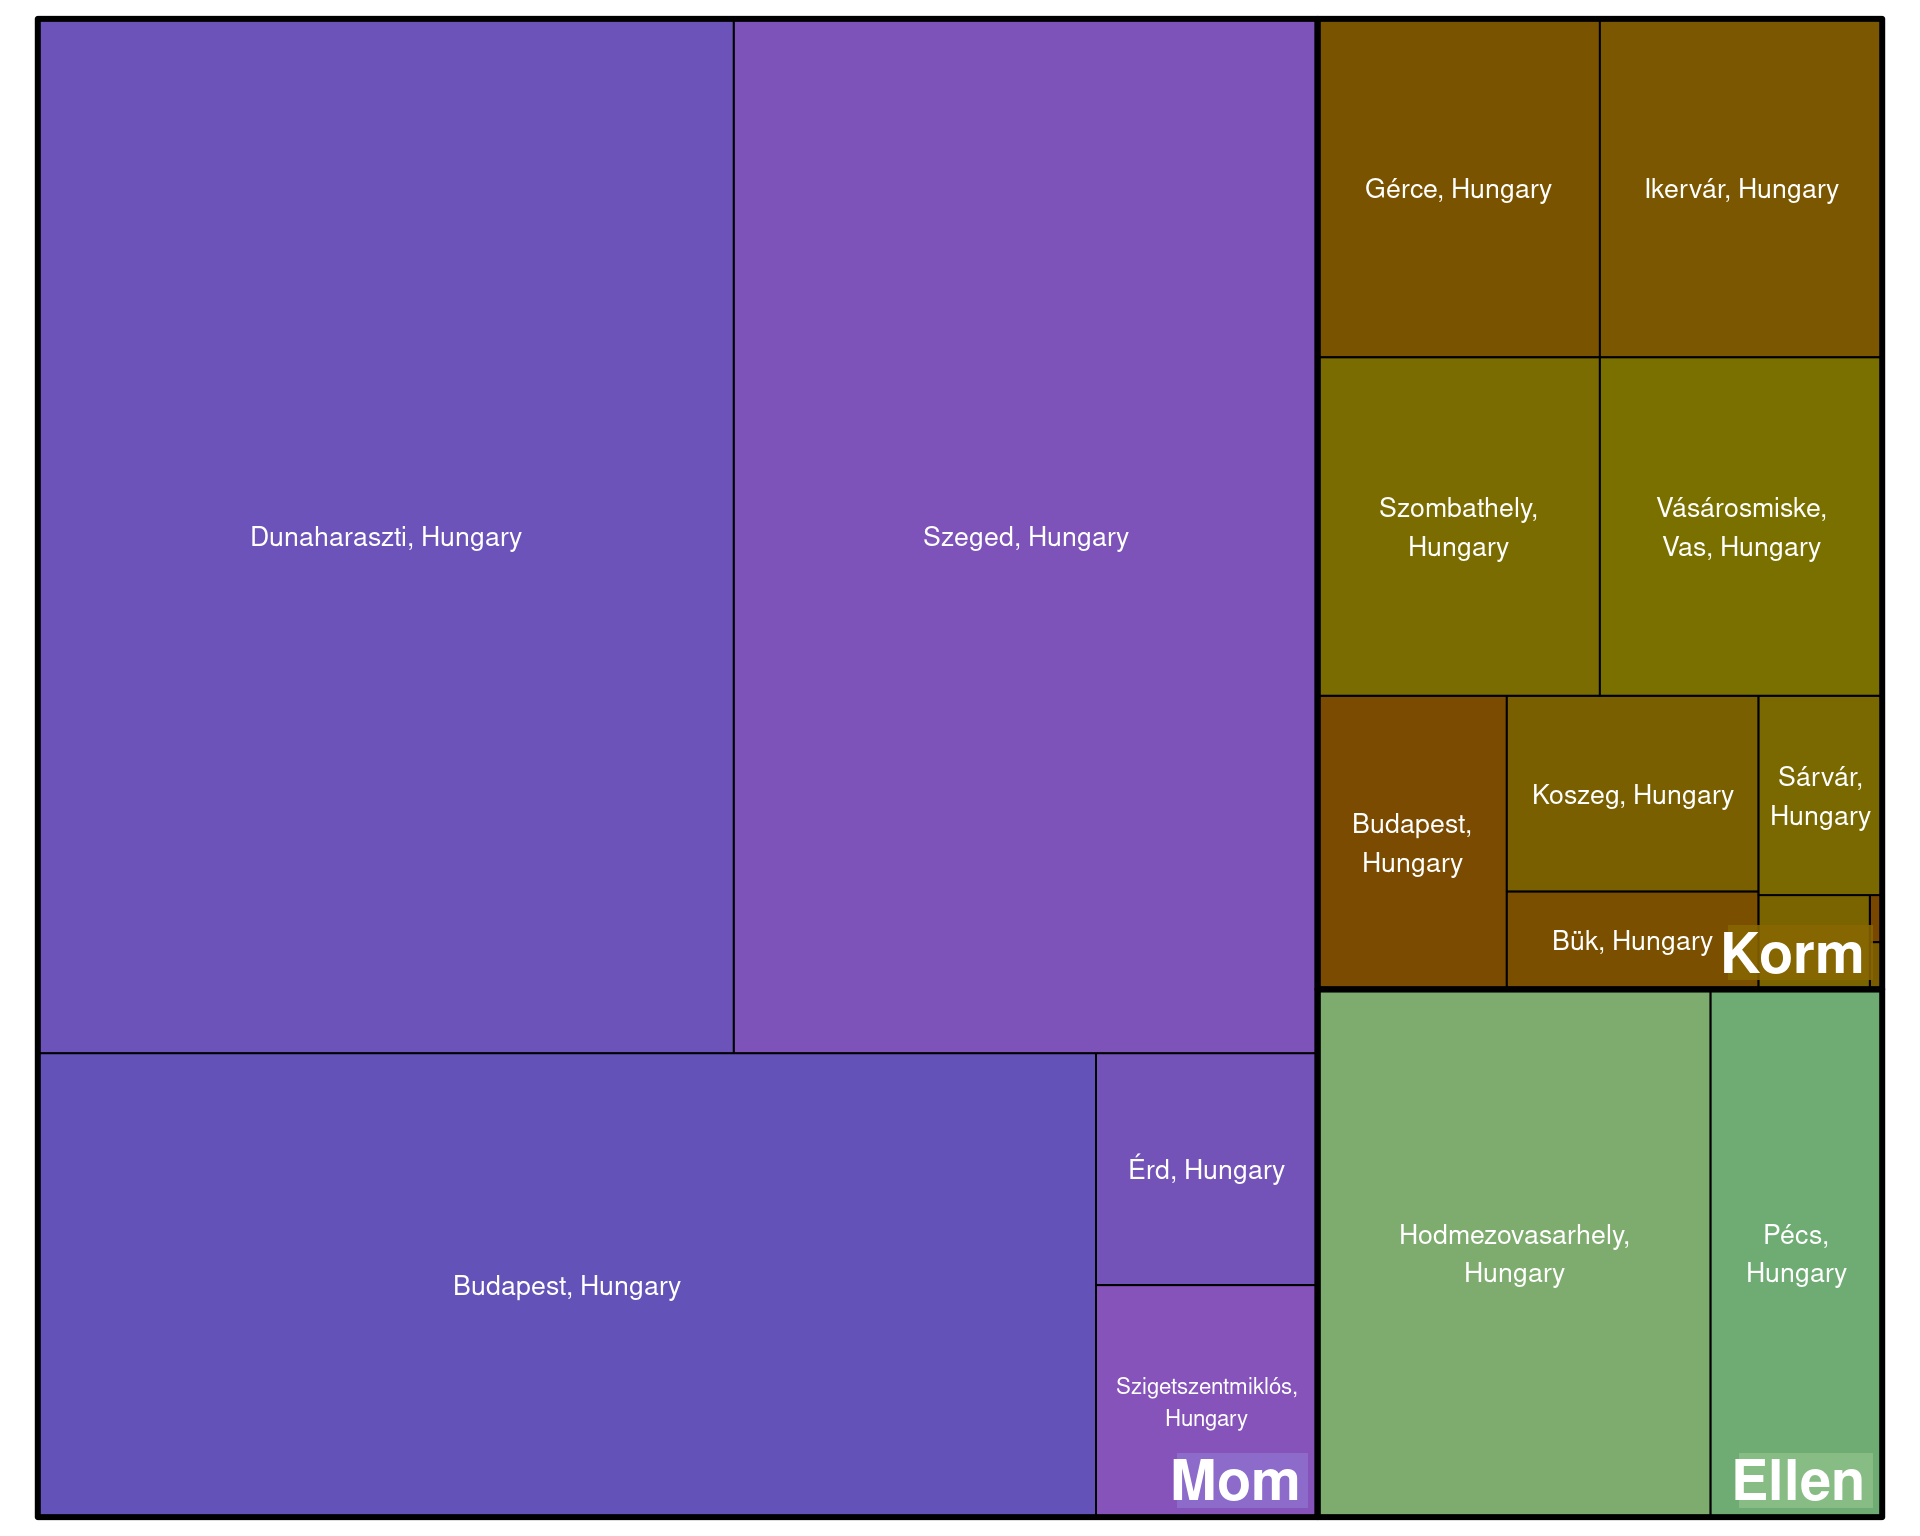 Dunaharaszti, Hungary
Szeged, Hungary
Budapest, Hungary
Érd, Hungary
Szigetszentmiklós,
Hungary
Mom
Gérce, Hungary
Ikervár, Hungary
Szombathely,
Hungary
Vásárosmiske,
Vas, Hungary
Budapest,
Hungary
Koszeg, Hungary
Sárvár,
Hungary
Bük, Hungary
Korm
Hodmezovasarhely,
Hungary
Pécs,
Hungary
Ellen